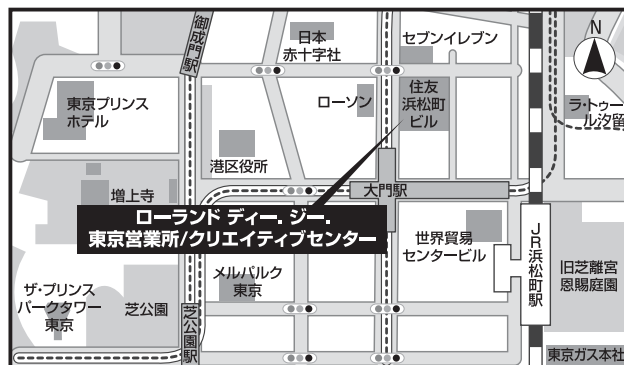 御成門駅
日本
赤十字社
セブンイレブン
N
東京プリンス
ホテル
ローソン
住友
浜松町
ビル
ラ・トゥー
ル汐留
港区役所
増上寺
大門駅
ローランド ディー. ジー.
東京営業所/クリエイティブセンター
世界貿易
センタービル
JR浜松町駅
旧芝離宮
恩賜庭園
メルパルク
東京
ザ・プリンス
パークタワー
東京
芝公園
芝公園駅
東京ガス本社